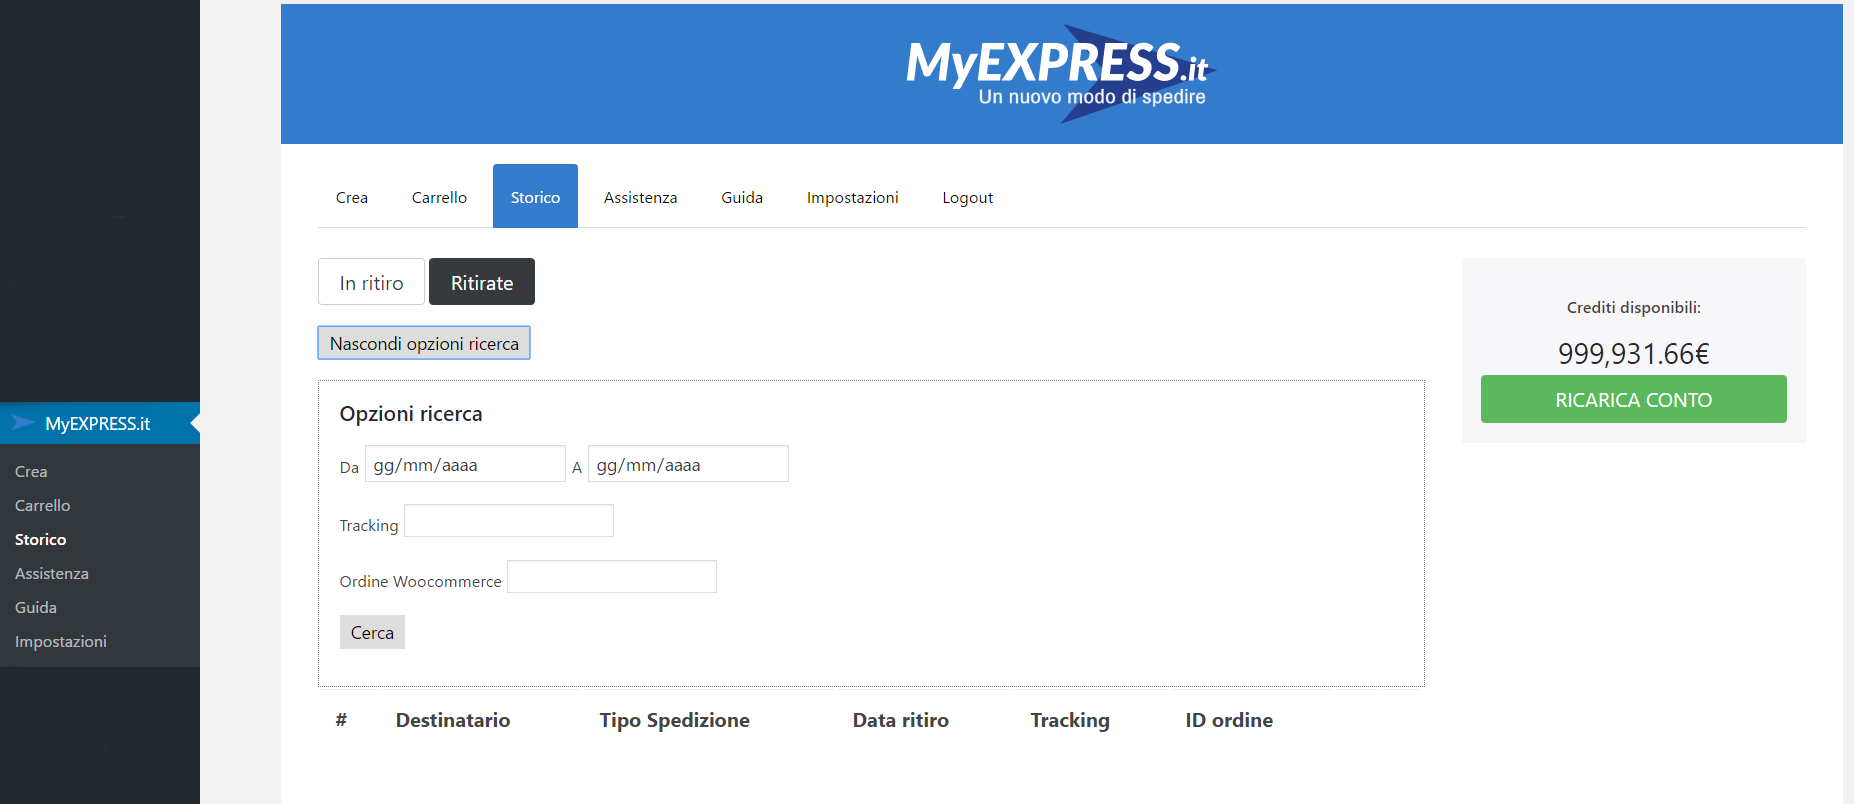 MyEXPRESS.it
Un nuovo modo di spedire
Crea Carrello Storico Assistenza Guida Impostazioni Logout
In ritiro Ritirate
Nascondi opzioni ricerca
Opzioni ricerca
Da gg/mm/aaaa A gg/mm/aaaa
Tracking
Ordine Woocommerce
Cerca
# Destinatario Tipo Spedizione Data ritiro Tracking ID ordine
Crediti disponibili:
999,931.66€
RICARICA CONTO
MyEXPRESS.it
Crea
Carrello
Storico
Assistenza
Guida
Impostazioni